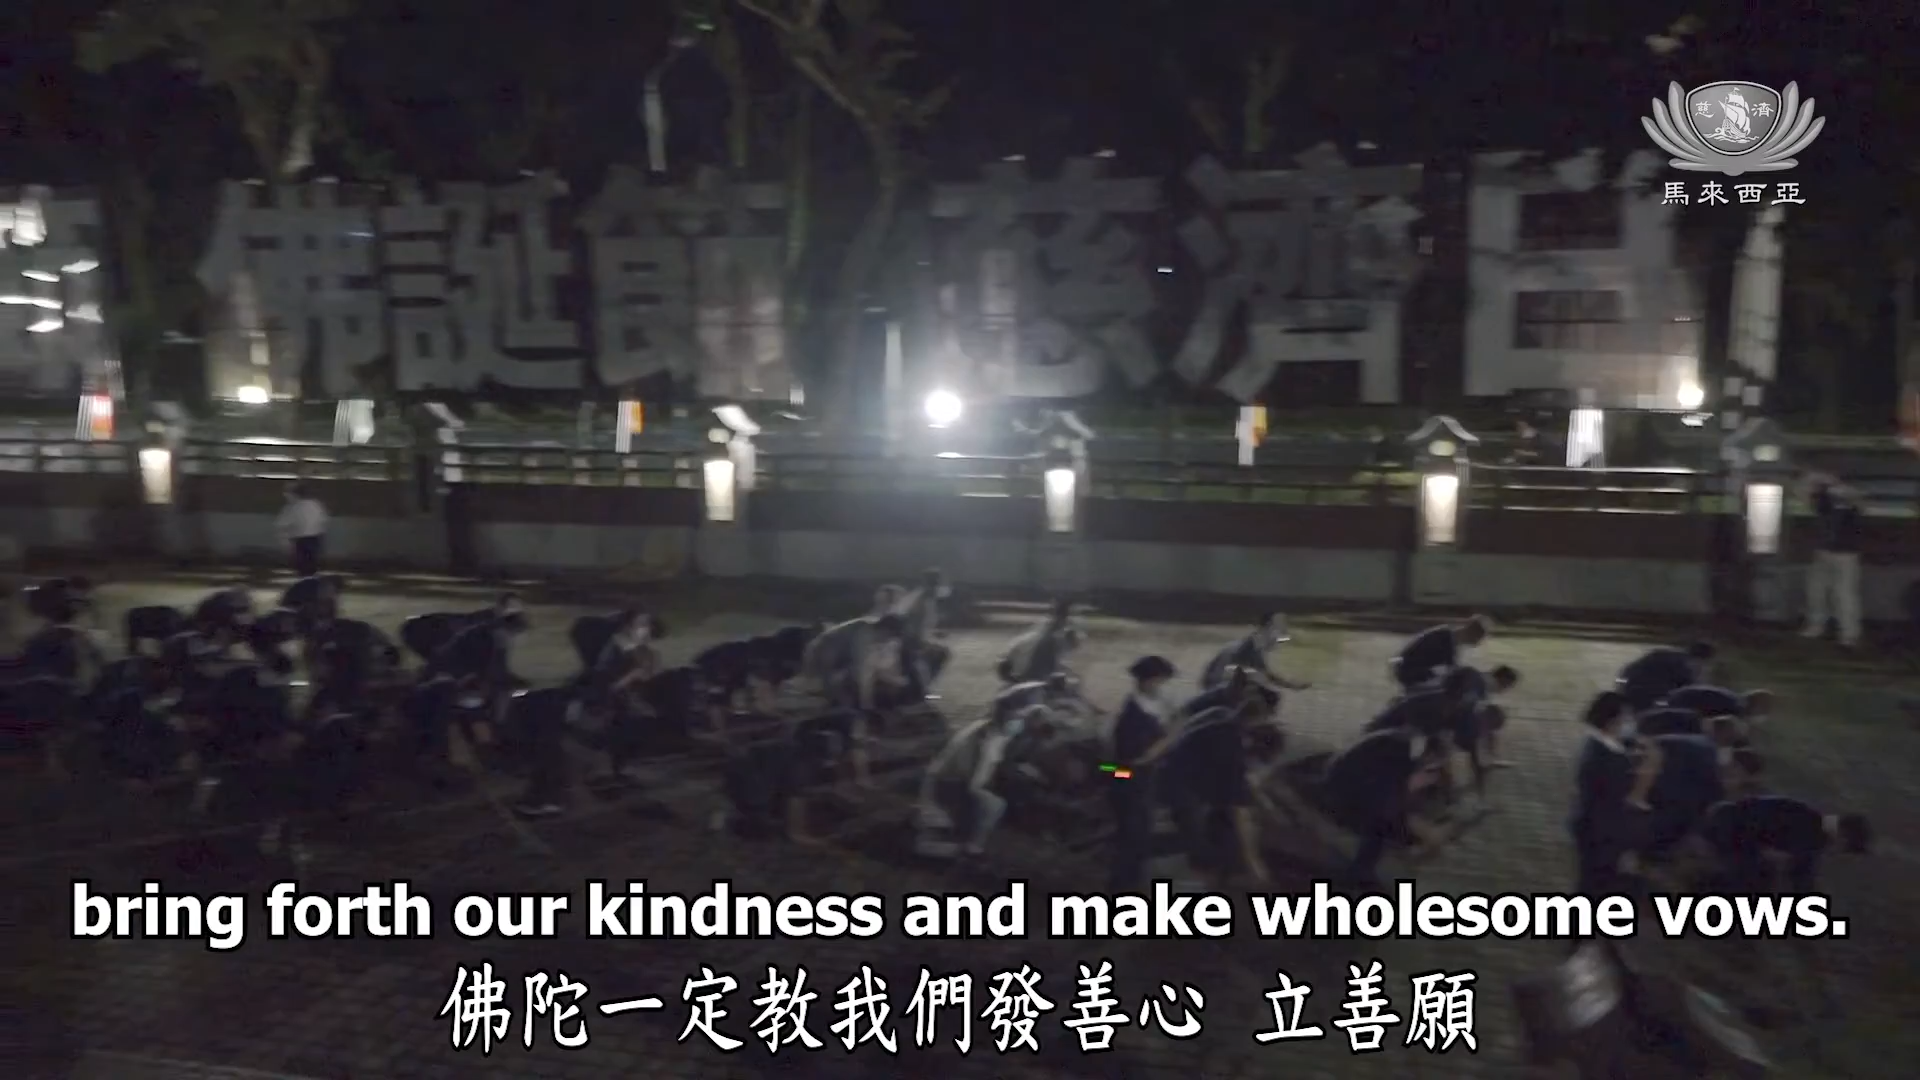 慈濟
馬來西亞
佛誕節 慈濟日
bring forth our kindness and make wholesome vows.
佛陀一定教我們發善心 立善願